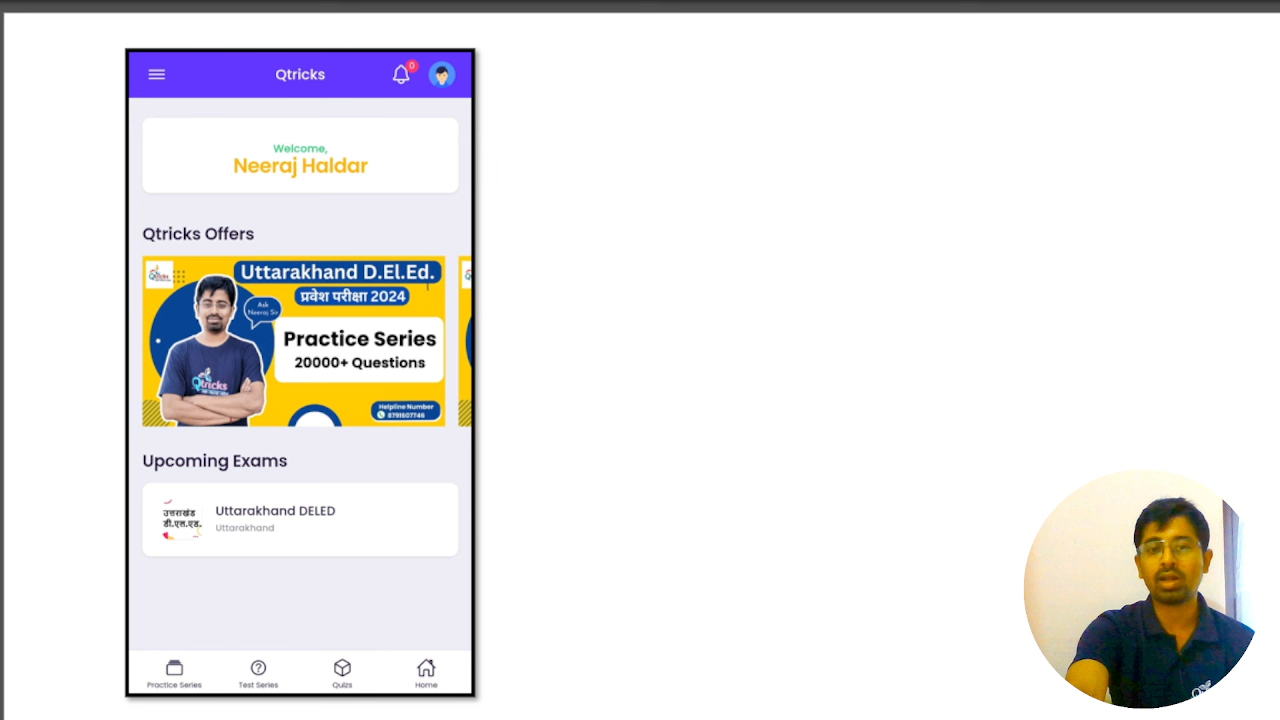 Qtricks
0
Welcome,
Neeraj Haldar
Qtricks Offers
Uttarakhand D.El.Ed.
प्रवेश परीक्षा 2024
Ask
Neeraj Sir
Practice Series
20000+ Questions
Qtricks
Helpline Number
8791607746
Upcoming Exams
उत्तराखंड
डी.एल.एड.
Uttarakhand DELED
Uttarakhand
Practice Series
Test Series
Quizs
Home